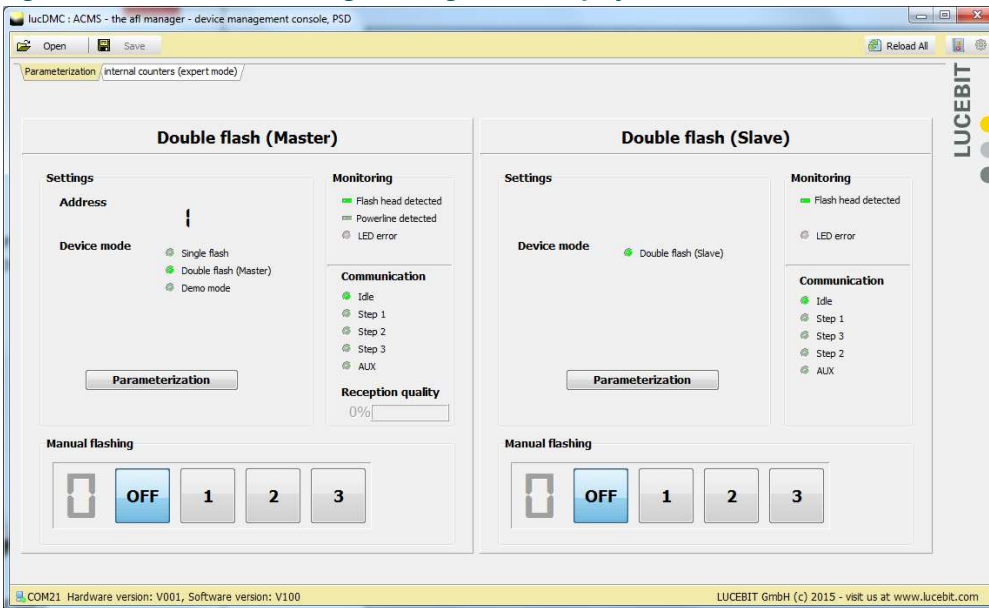 lucDMC : ACMS - the afl manager - device management console, PSD
Open Save Reload All
Parameterization internal counters (expert mode)
LUCEBIT
Double flash (Master)
Settings
Address
1
Device mode
Single flash
Double flash (Master)
Demo mode
Parameterization
Monitoring
Flash head detected
Powerline detected
LED error
Communication
Idle
Step 1
Step 2
Step 3
AUX
Reception quality
0%
Manual flashing
0 OFF 1 2 3
Double flash (Slave)
Settings
Device mode
Double flash (Slave)
Parameterization
Monitoring
Flash head detected
LED error
Communication
Idle
Step 1
Step 3
Step 2
AUX
Manual flashing
0 OFF 1 2 3
COM21 Hardware version: V001, Software version: V100
LUCEBIT GmbH (c) 2015 - visit us at www.lucebit.com